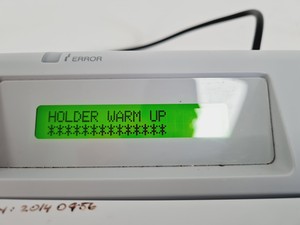 ERROR
HOLDER WARM UP
*************
2014 09:56